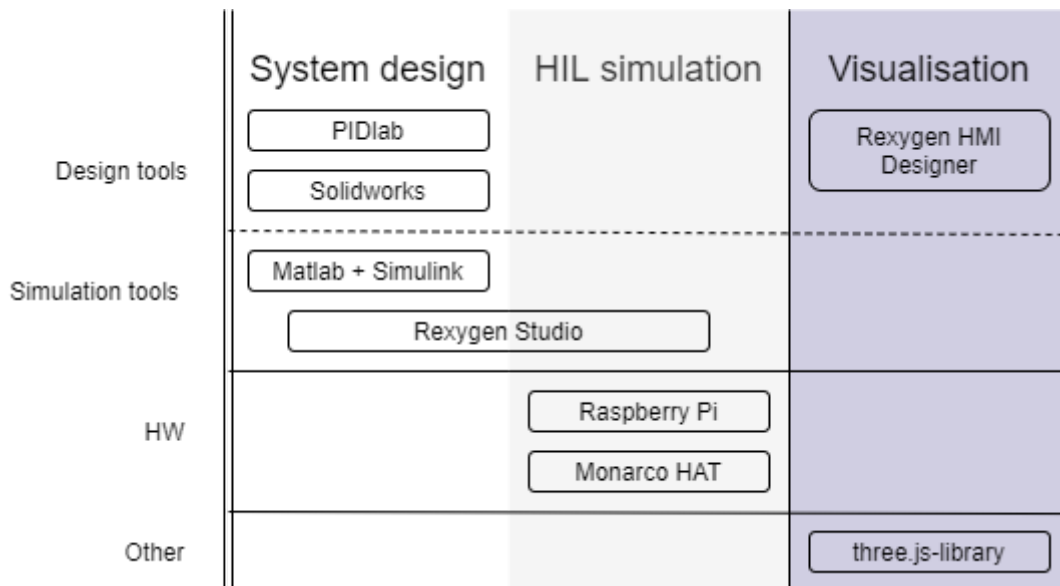 System design
HIL simulation
Visualisation
Design tools
PIDlab
Solidworks
Rexygen HMI
Designer
Simulation tools
Matlab + Simulink
Rexygen Studio
HW
Raspberry Pi
Monarco HAT
Other
three.js-library